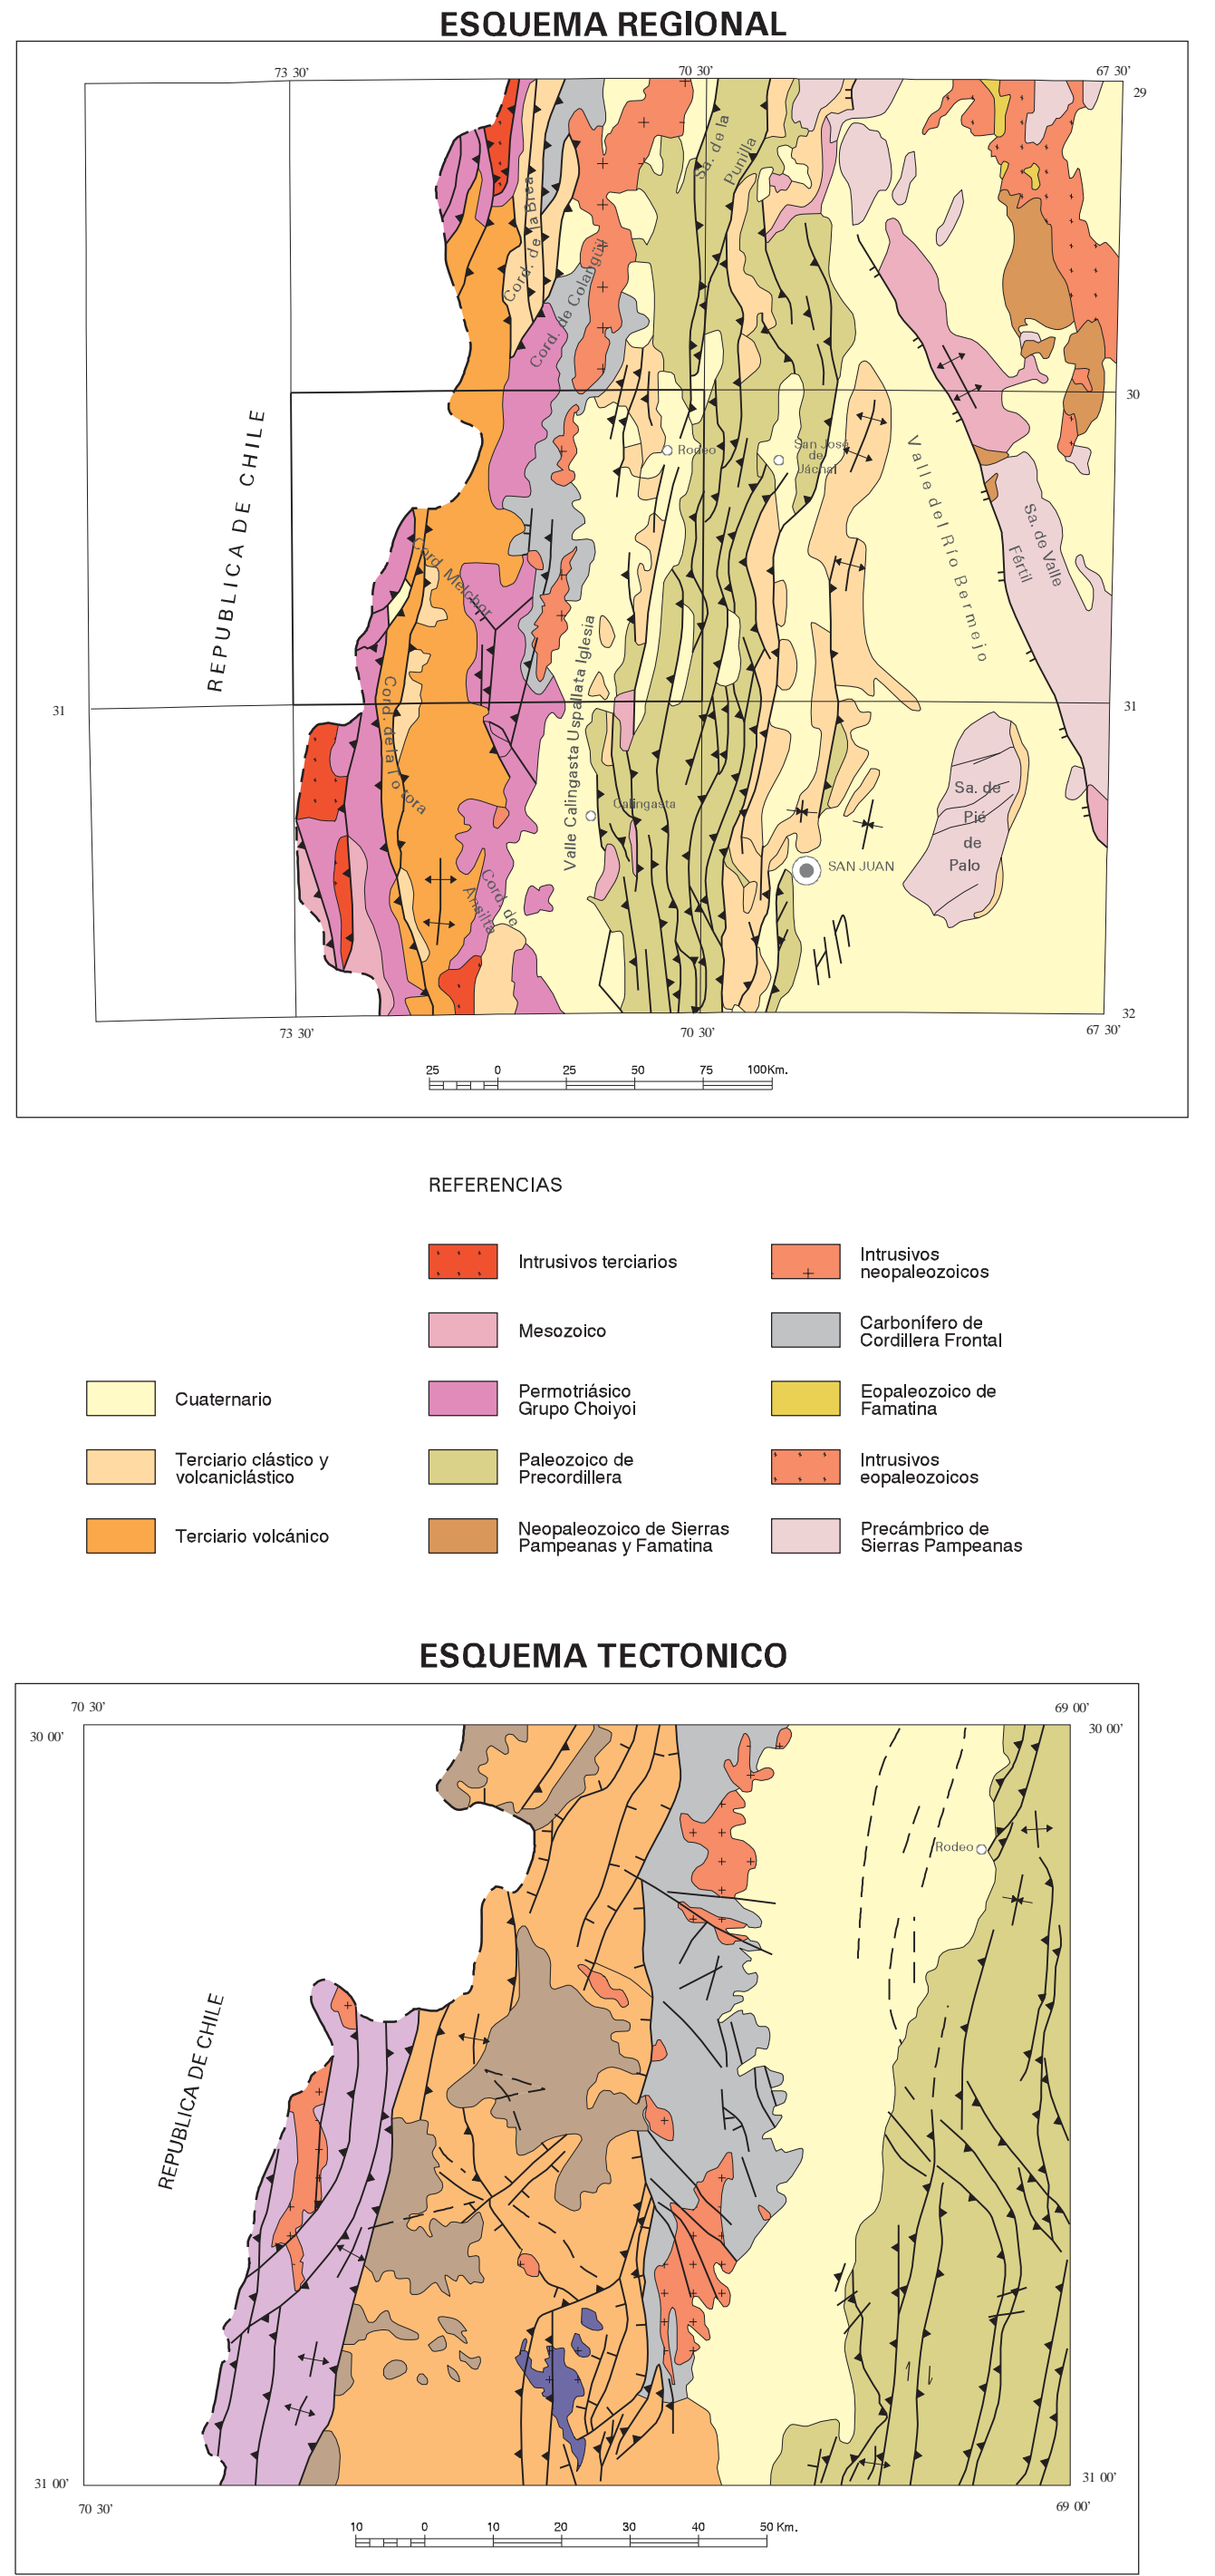 ESQUEMA REGIONAL
73 30’
70 30’
67 30’
29
Sa. de la
Punilla
Cord. de la Brea
Cord. de Colangüil
30
REPUBLICA DE CHILE
Rodeo
San José
de
Jáchal
Valle del Río Bermejo
Sa. de Valle
Fértil
Cord. Melchor
Valle Calingasta Uspallata Iglesia
31
31
Cord. de la Totora
Calingasta
Sa. de
Pié
de
Palo
SAN JUAN
Cord. de
Ansilta
32
73 30’
70 30’
67 30’
25 0 25 50 75 100Km.
REFERENCIAS
Intrusivos terciarios
Intrusivos
neopaleozoicos
Mesozoico
Carbonífero de
Cordillera Frontal
Cuaternario
Permotriásico
Grupo Choiyoi
Eopaleozoico de
Famatina
Terciario clástico y
volcaniclástico
Paleozoico de
Precordillera
Intrusivos
eopaleozoicos
Terciario volcánico
Neopaleozoico de Sierras
Pampeanas y Famatina
Precámbrico de
Sierras Pampeanas
ESQUEMA TECTONICO
70 30’
69 00’
30 00’
30 00’
Rodeo
REPUBLICA DE CHILE
31 00’
31 00’
70 30’
69 00’
10 0 10 20 30 40 50 Km.